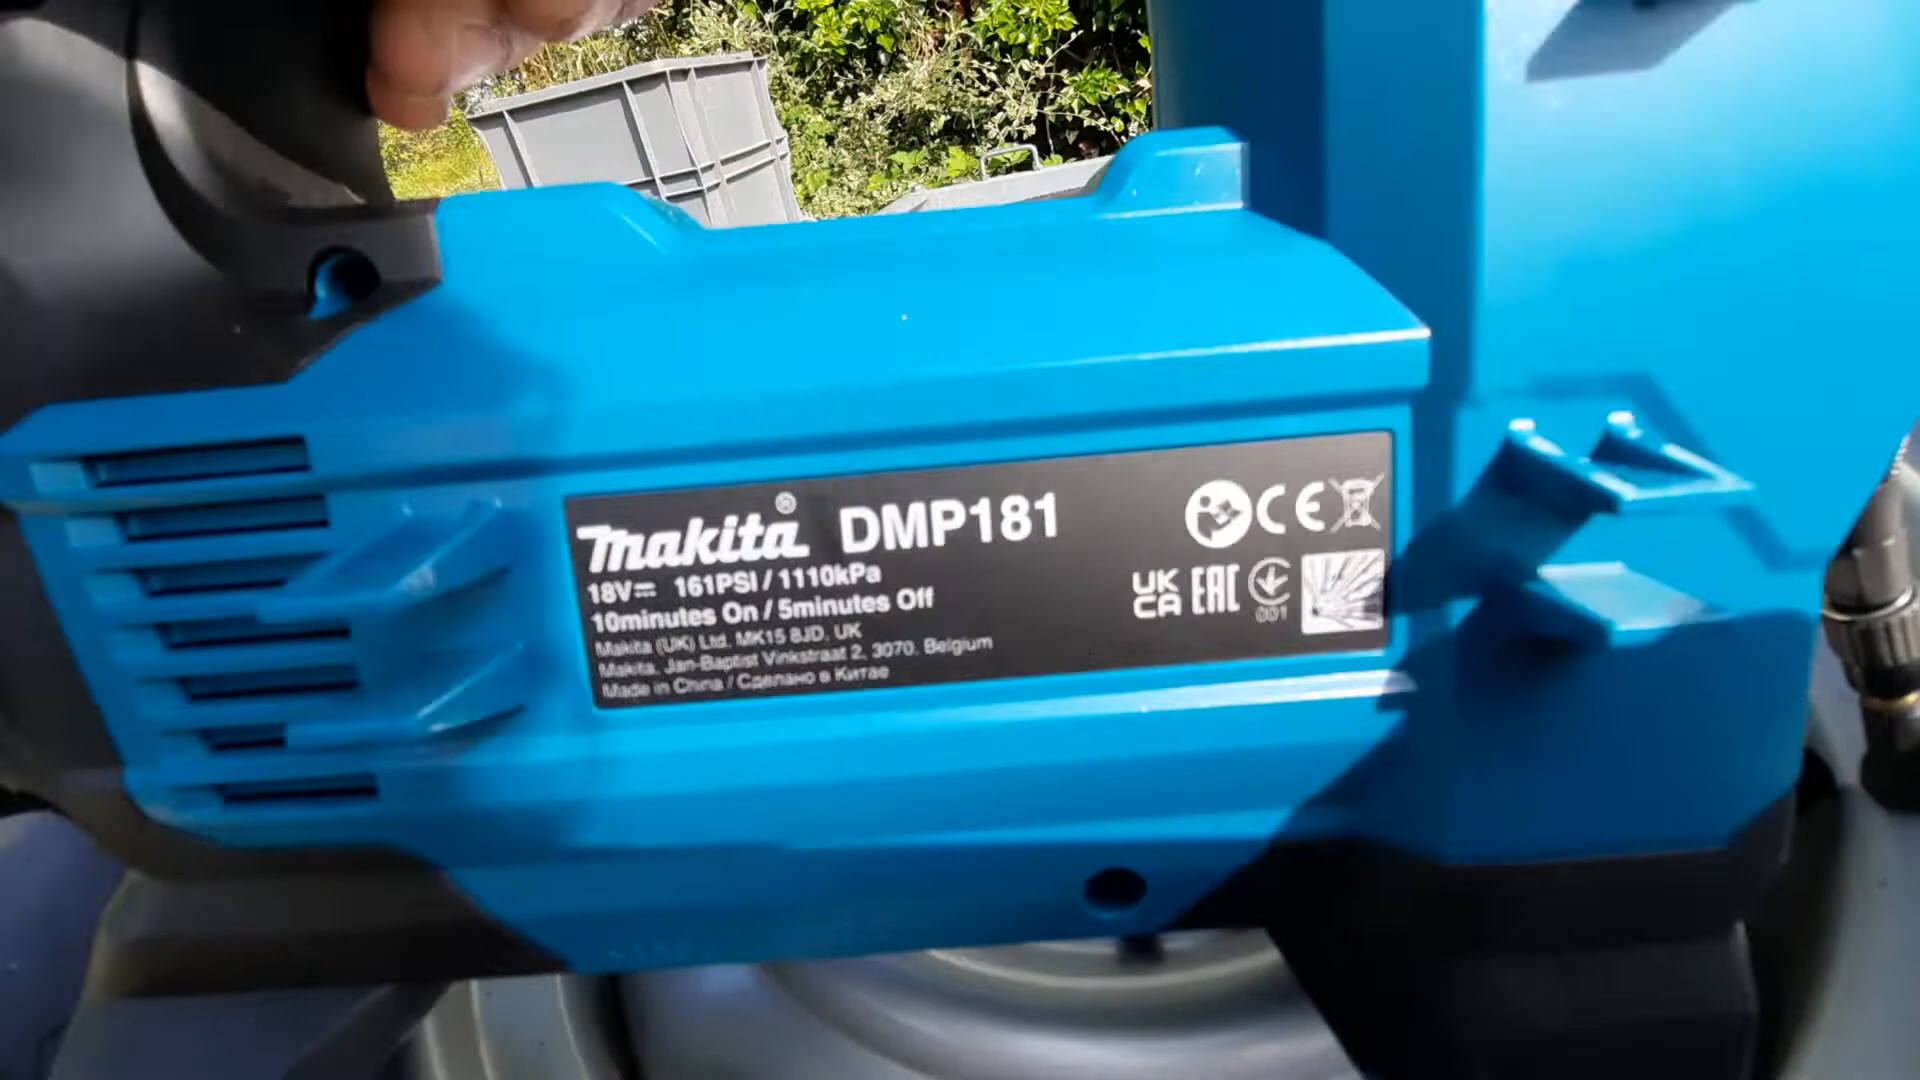 makita® DMP181
18V⎓ 161PSI / 1110kPa
10minutes On / 5minutes Off
Makita (UK) Ltd. MK15 8JD, UK
Makita, Jan-Baptist Vinkstraat 2, 3070, Belgium
Made in China / Сделано в Китае
CE
UK
CA EAC
001